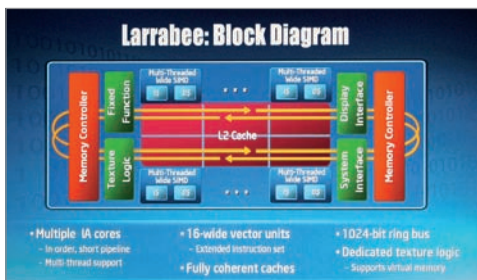 Larrabee: Block Diagram
Memory Controller
Fixed Function
Texture Logic
Multi-Threaded
Wide SIMD
I$ D$
...
Multi-Threaded
Wide SIMD
I$ D$
L2 Cache
Multi-Threaded
Wide SIMD
I$ D$
...
Multi-Threaded
Wide SIMD
I$ D$
Display Interface
System Interface
Memory Controller
• Multiple IA cores
– In order, short pipeline
– Multi-thread support
• 16-wide vector units
– Extended instruction set
• Fully coherent caches
• 1024-bit ring bus
• Dedicated texture logic
– Supports virtual memory